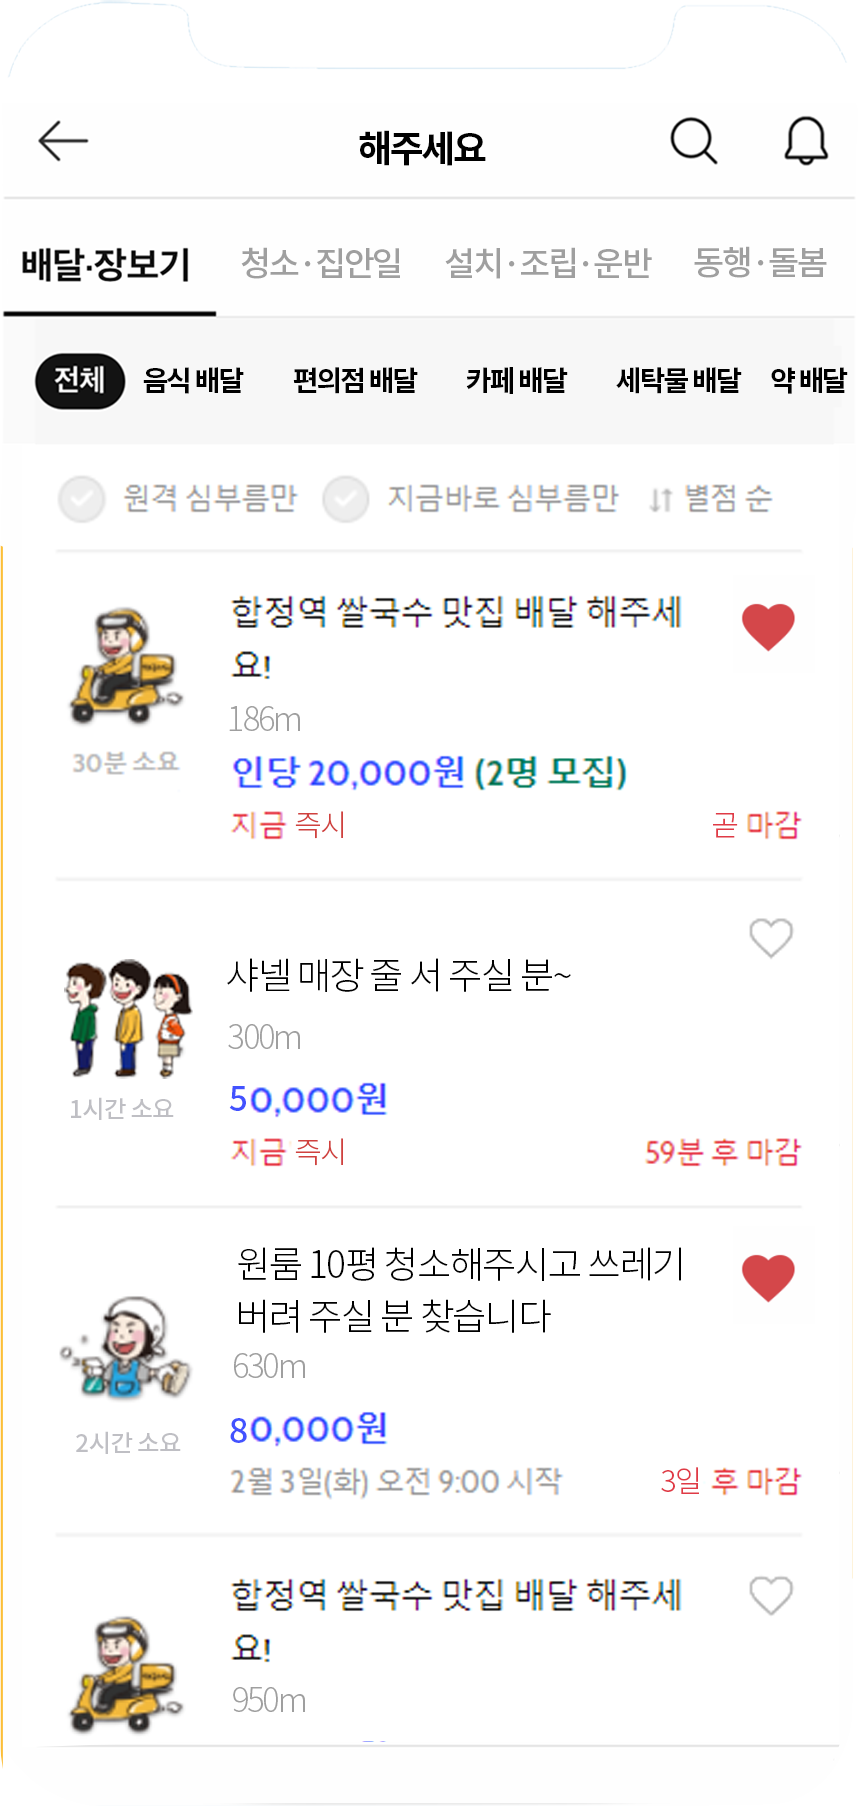 해주세요
배달·장보기 청소·집안일 설치·조립·운반 동행·돌봄
전체 음식 배달 편의점 배달 카페 배달 세탁물 배달 약 배달
원격 심부름만 지금바로 심부름만 별점 순
합정역 쌀국수 맛집 배달 해주세
요!
186m
30분 소요
인당 20,000원 (2명 모집)
지금 즉시 곧 마감
샤넬 매장 줄 서 주실 분~
300m
1시간 소요
50,000원
지금 즉시 59분 후 마감
원룸 10평 청소해주시고 쓰레기
버려 주실 분 찾습니다
630m
2시간 소요
80,000원
2월 3일(화) 오전 9:00 시작 3일 후 마감
합정역 쌀국수 맛집 배달 해주세
요!
950m